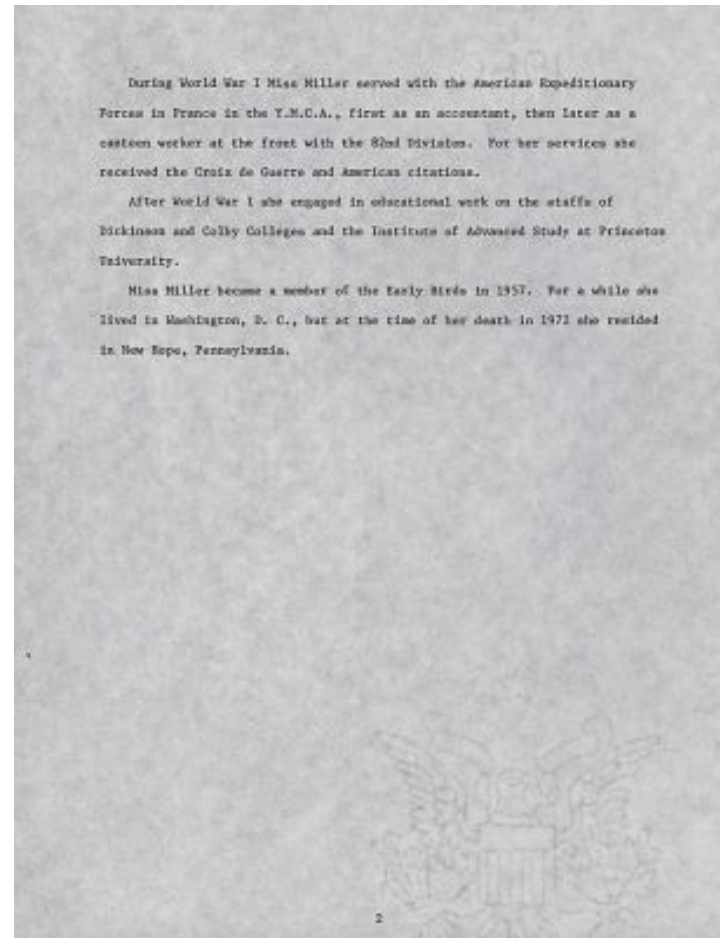 During World War I Miss Miller served with the American Expeditionary
Forces in France in the Y.M.C.A., first as an accountant, then later as a
canteen worker at the front with the 82nd Division. For her services she
received the Croix de Guerre and American citations.
After World War I she engaged in educational work on the staffs of
Dickinson and Colby Colleges and the Institute of Advanced Study at Princeton
University.
Miss Miller became a member of the Early Birds in 1957. For a while she
lived in Washington, D. C., but at the time of her death in 1972 she resided
in New Hope, Pennsylvania.
2